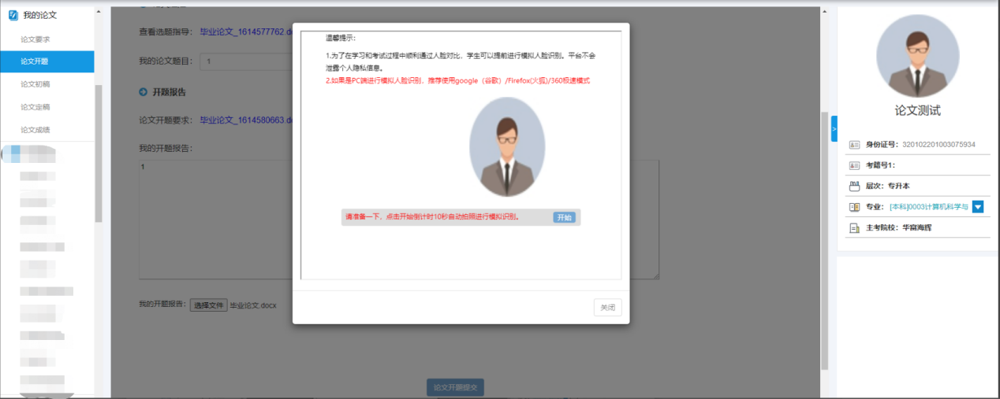 我的论文
论文要求
论文开题
论文初稿
论文定稿
论文成绩
查看选题指导： 毕业论文_1614577762.d
我的论文题目： 1
开题报告
论文开题要求： 毕业论文_1614580663.d
我的开题报告：
1
我的开题报告： 选择文件 毕业论文.docx
论文开题提交
温馨提示：
1.为了在学习和考试过程中顺利通过人脸对比，学生可以提前进行模拟人脸识别。平台不会
泄露个人隐私信息。
2.如果是PC端进行模拟人脸识别，推荐使用google（谷歌）/Firefox(火狐)/360极速模式
请准备一下，点击开始倒计时10秒自动拍照进行模拟识别。 开始
关闭
>
论文测试
身份证号： 320102201003075934
考籍号1：
层次： 专升本
专业： [本科]0003计算机科学与
主考院校： 华富海辉